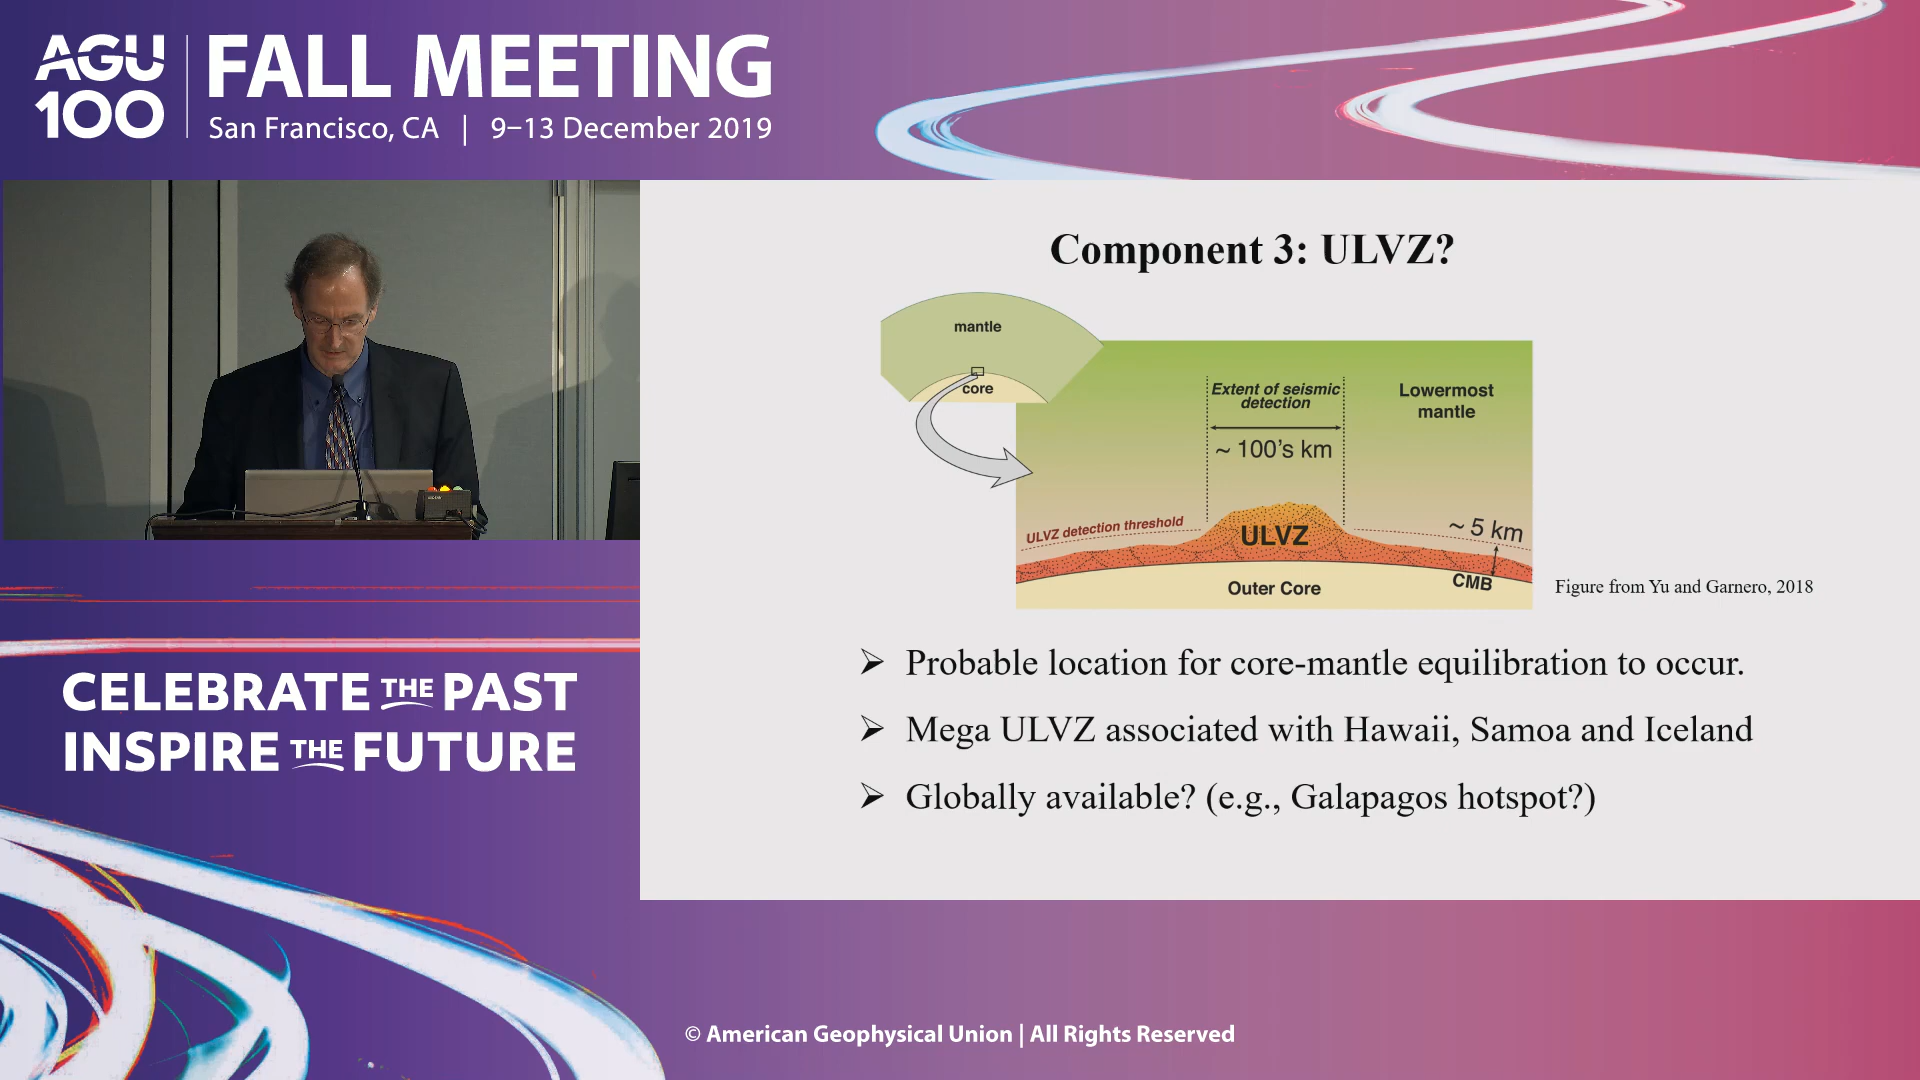 AGU
100
FALL MEETING
San Francisco, CA | 9–13 December 2019
Component 3: ULVZ?
mantle
core
Extent of seismic
detection
~ 100's km
Lowermost
mantle
ULVZ detection threshold
ULVZ
~ 5 km
CMB
Outer Core
Figure from Yu and Garnero, 2018
➢ Probable location for core-mantle equilibration to occur.
➢ Mega ULVZ associated with Hawaii, Samoa and Iceland
➢ Globally available? (e.g., Galapagos hotspot?)
CELEBRATE THE PAST
INSPIRE THE FUTURE
© American Geophysical Union | All Rights Reserved